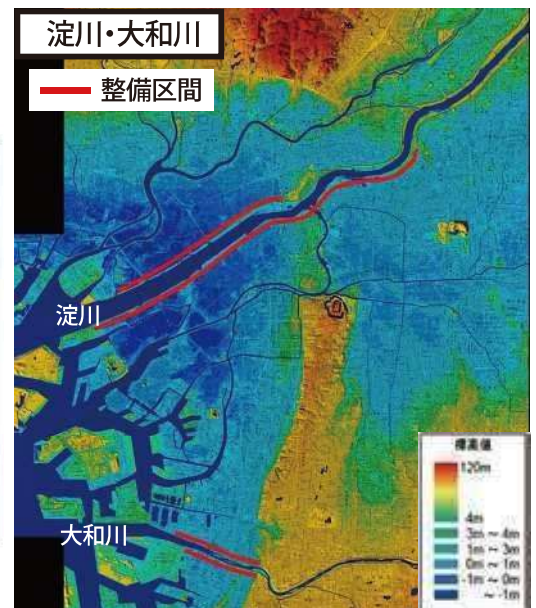 淀川・大和川
整備区間
淀川
大和川
標高値
120m
4m
3m ~ 4m
1m ~ 3m
0m ~ 1m
-1m ~ 0m
~ -1m